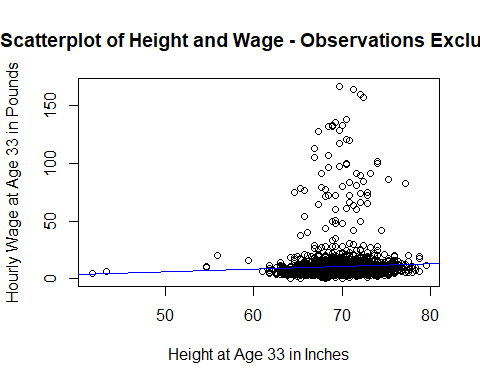 Scatterplot of Height and Wage - Observations Exclu
Hourly Wage at Age 33 in Pounds
150
100
50
0
50
60
70
80
Height at Age 33 in Inches